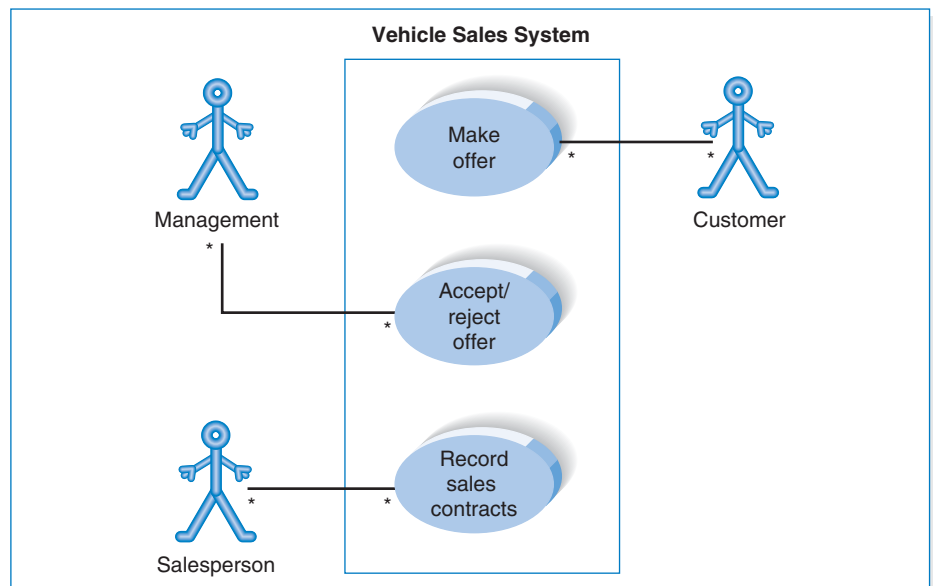 Vehicle Sales System
Make
offer
*
*
Management
Customer
*
Accept/
reject
offer
*
Record
sales
contracts
*
*
Salesperson